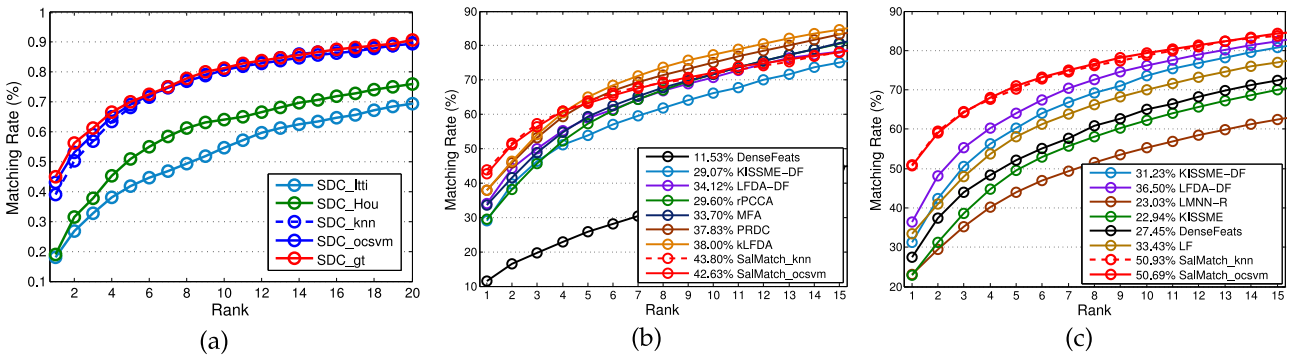 1
0.9
0.8
0.7
0.6
0.5
0.4
0.3
0.2
0.1
Matching Rate (%)
2 4 6 8 10 12 14 16 18 20
Rank
SDC_Itti
SDC_Hou
SDC_knn
SDC_ocsvm
SDC_gt
(a)
90
80
70
60
50
40
30
20
10
Matching Rate (%)
1 2 3 4 5 6 7 8 9 10 11 12 13 14 15
Rank
11.53% DenseFeats
29.07% KISSME-DF
34.12% LFDA-DF
29.60% rPCCA
33.70% MFA
37.83% PRDC
38.00% kLFDA
43.80% SalMatch_knn
42.63% SalMatch_ocsvm
(b)
90
80
70
60
50
40
30
20
Matching Rate (%)
1 2 3 4 5 6 7 8 9 10 11 12 13 14 15
Rank
31.23% KISSME-DF
36.50% LFDA-DF
23.03% LMNN-R
22.94% KISSME
27.45% DenseFeats
33.43% LF
50.93% SalMatch_knn
50.69% SalMatch_ocsvm
(c)